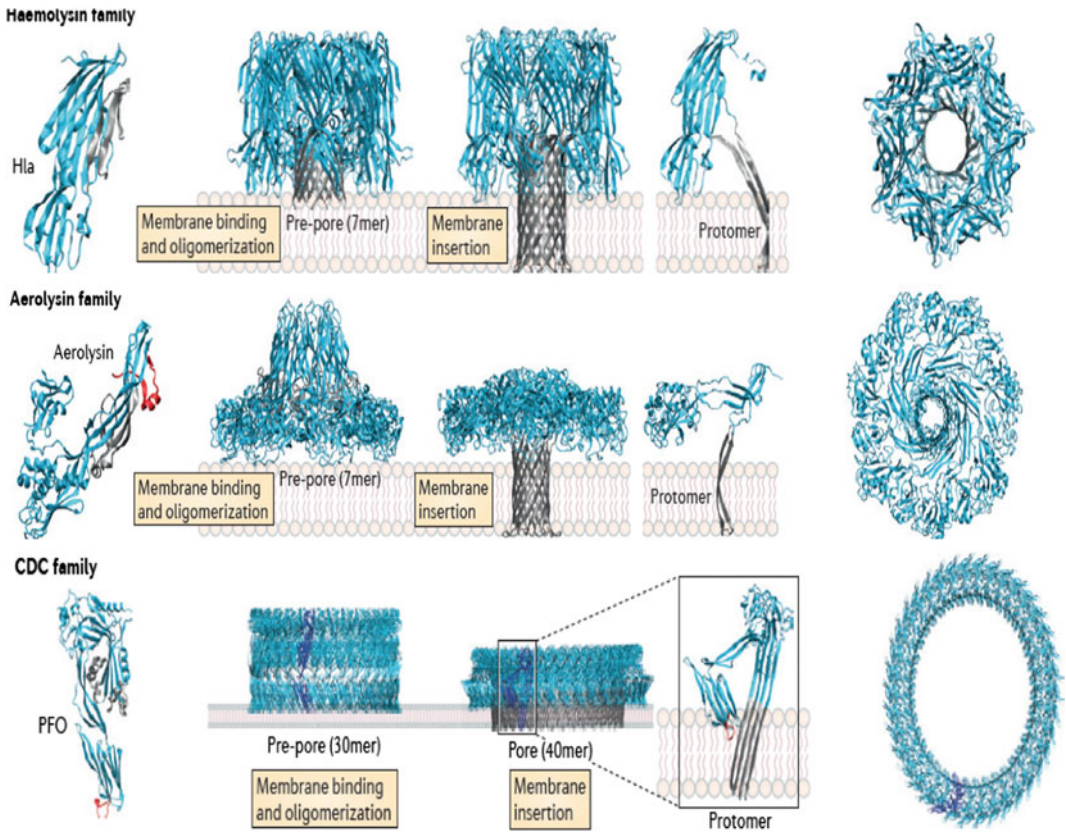 Haemolysin family
Hla
Membrane binding
and oligomerization
Pre-pore (7mer)
Membrane
insertion
Protomer
Aerolysin family
Aerolysin
Membrane binding
and oligomerization
Pre-pore (7mer)
Membrane
insertion
Protomer
CDC family
PFO
Pre-pore (30mer)
Membrane binding
and oligomerization
Pore (40mer)
Membrane
insertion
Protomer